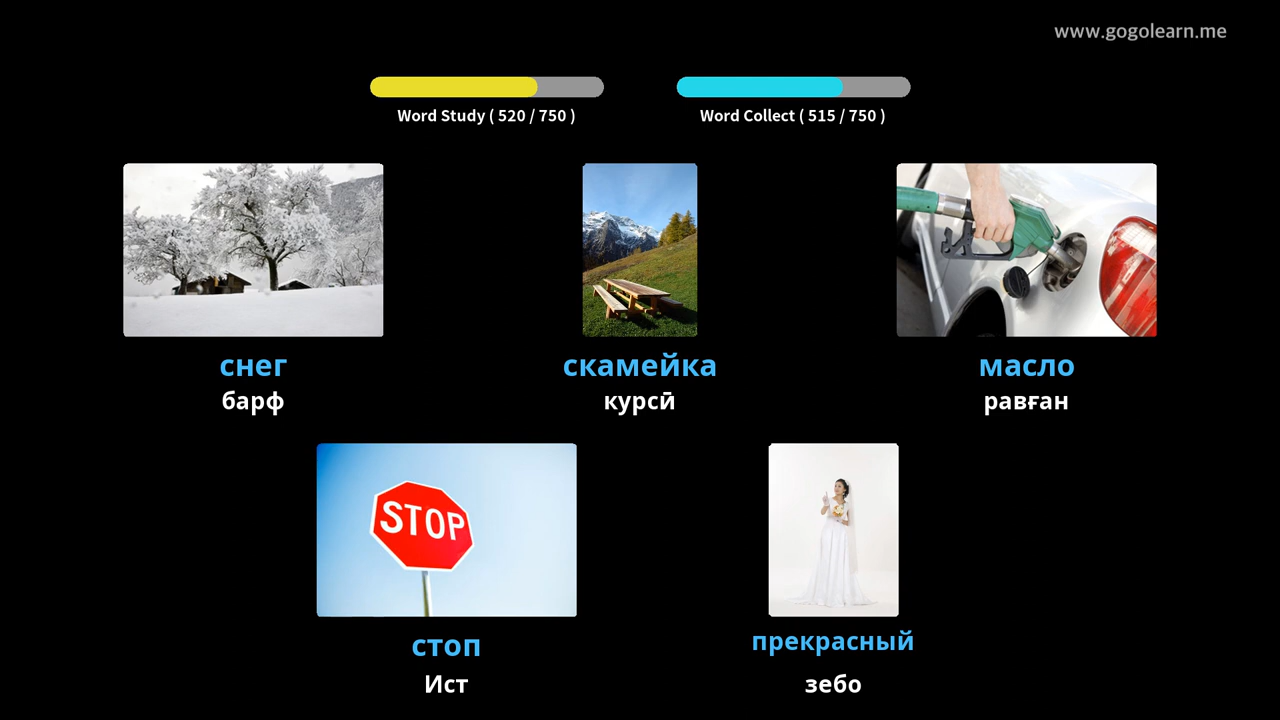 www.gogolearn.me
Word Study ( 520 / 750 )
Word Collect ( 515 / 750 )
снег
барф
скамейка
курсӣ
масло
равған
STOP
стоп
Ист
прекрасный
зебо